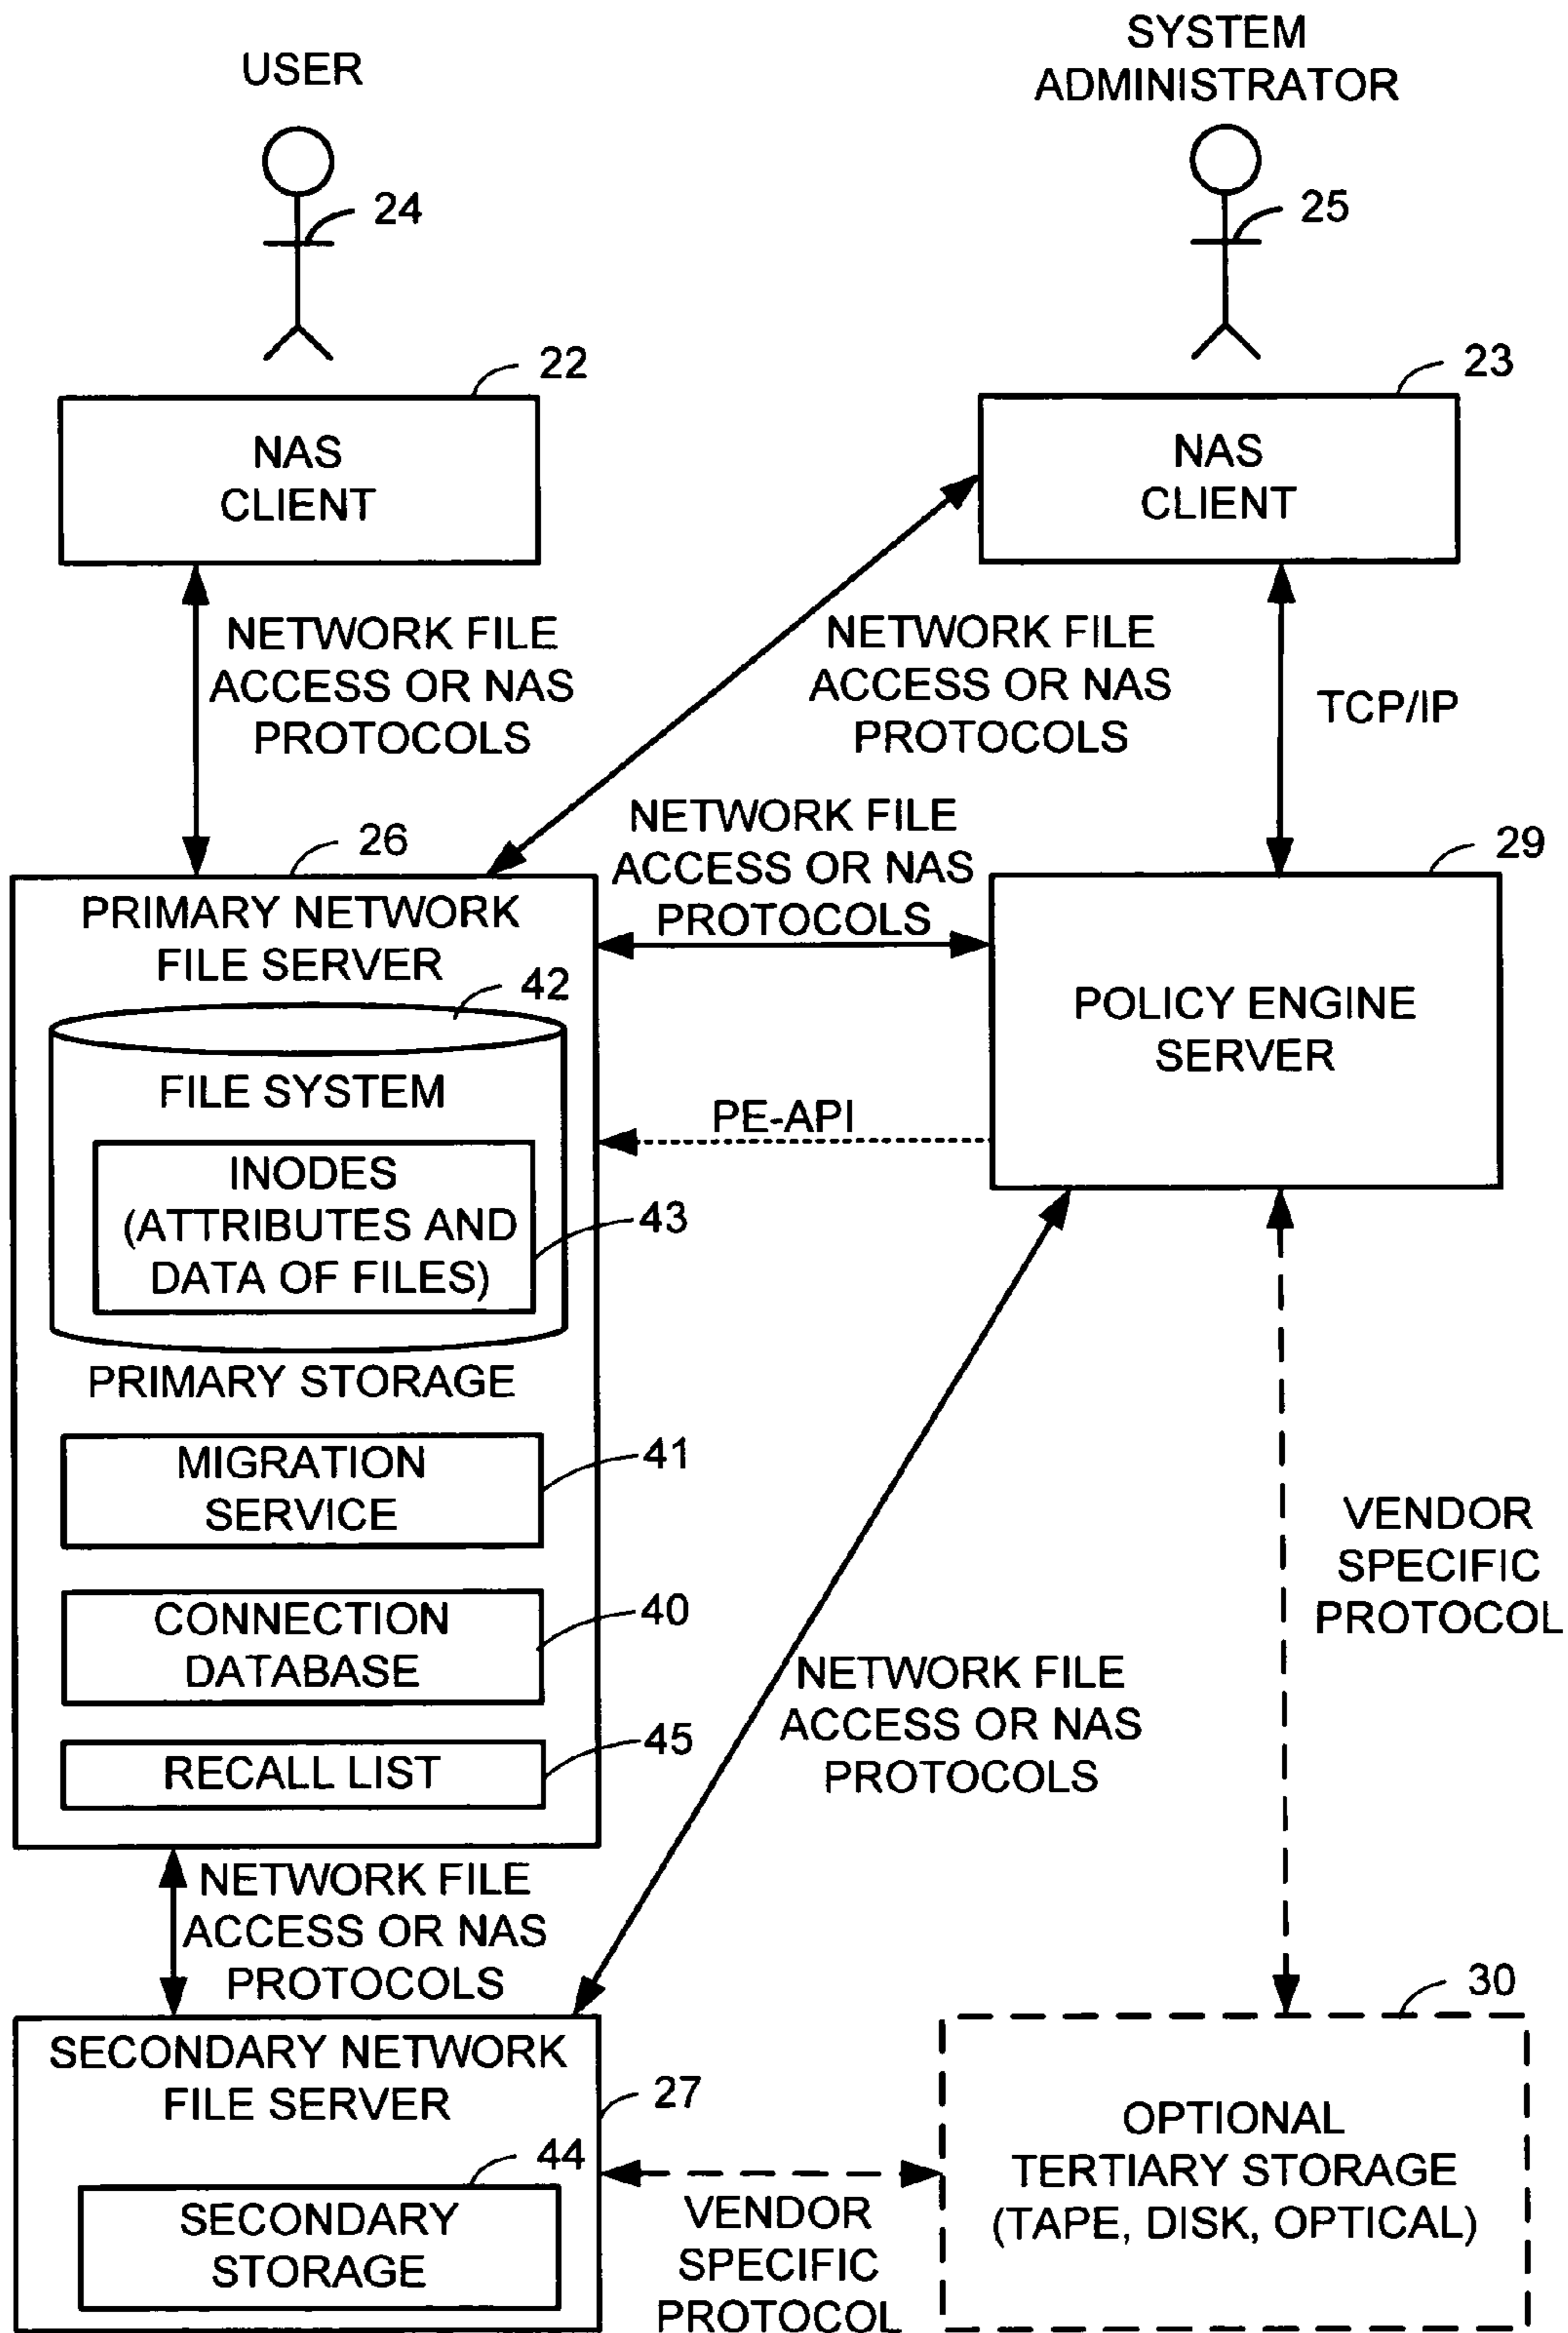 USER
SYSTEM
ADMINISTRATOR
24
25
22
23
NAS
CLIENT
NAS
CLIENT
NETWORK FILE
ACCESS OR NAS
PROTOCOLS
NETWORK FILE
ACCESS OR NAS
PROTOCOLS
TCP/IP
NETWORK FILE
ACCESS OR NAS
PROTOCOLS
26
29
PRIMARY NETWORK
FILE SERVER
42
FILE SYSTEM
INODES
(ATTRIBUTES AND
DATA OF FILES)
43
PRIMARY STORAGE
POLICY ENGINE
SERVER
PE-API
MIGRATION
SERVICE
41
CONNECTION
DATABASE
40
RECALL LIST
45
VENDOR
SPECIFIC
PROTOCOL
NETWORK FILE
ACCESS OR NAS
PROTOCOLS
NETWORK FILE
ACCESS OR NAS
PROTOCOLS
30
SECONDARY NETWORK
FILE SERVER
27
44
SECONDARY
STORAGE
VENDOR
SPECIFIC
PROTOCOL
OPTIONAL
TERTIARY STORAGE
(TAPE, DISK, OPTICAL)